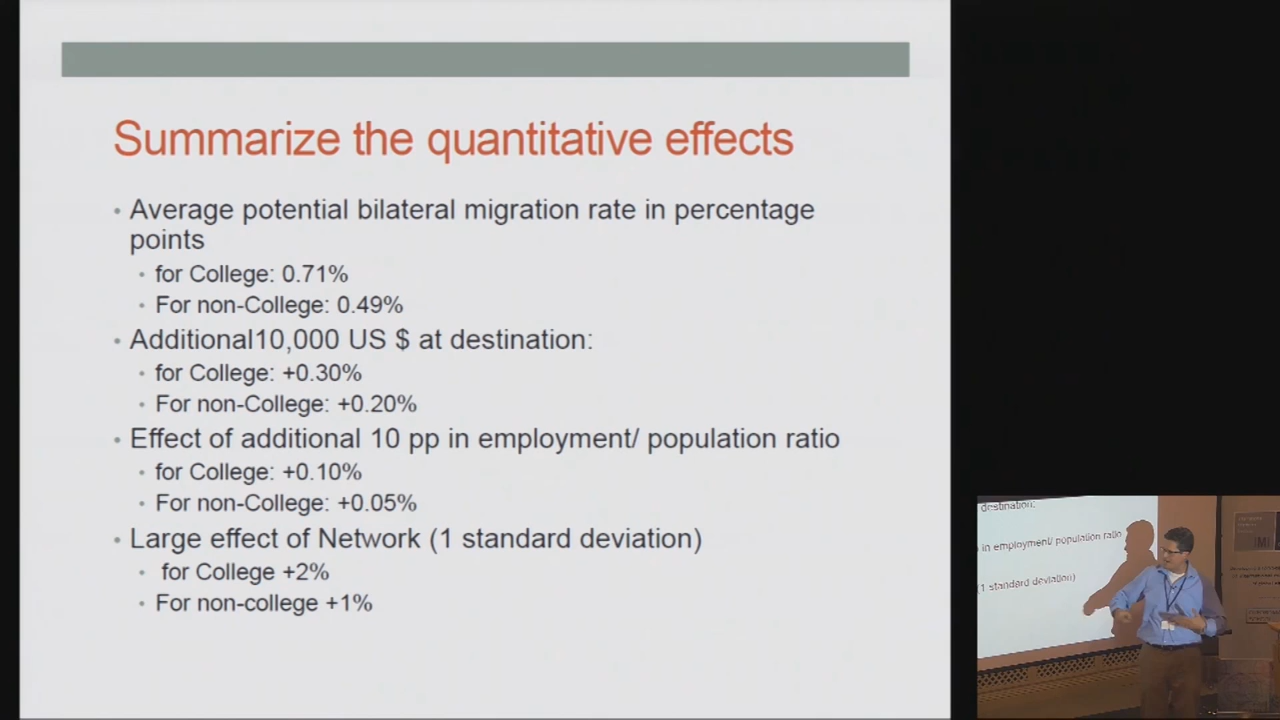 Summarize the quantitative effects
• Average potential bilateral migration rate in percentage
points
• for College: 0.71%
• For non-College: 0.49%
• Additional10,000 US $ at destination:
• for College: +0.30%
• For non-College: +0.20%
• Effect of additional 10 pp in employment/ population ratio
• for College: +0.10%
• For non-College: +0.05%
• Large effect of Network (1 standard deviation)
• for College +2%
• For non-college +1%
destination:
in employment/ population ratio
(1 standard deviation)